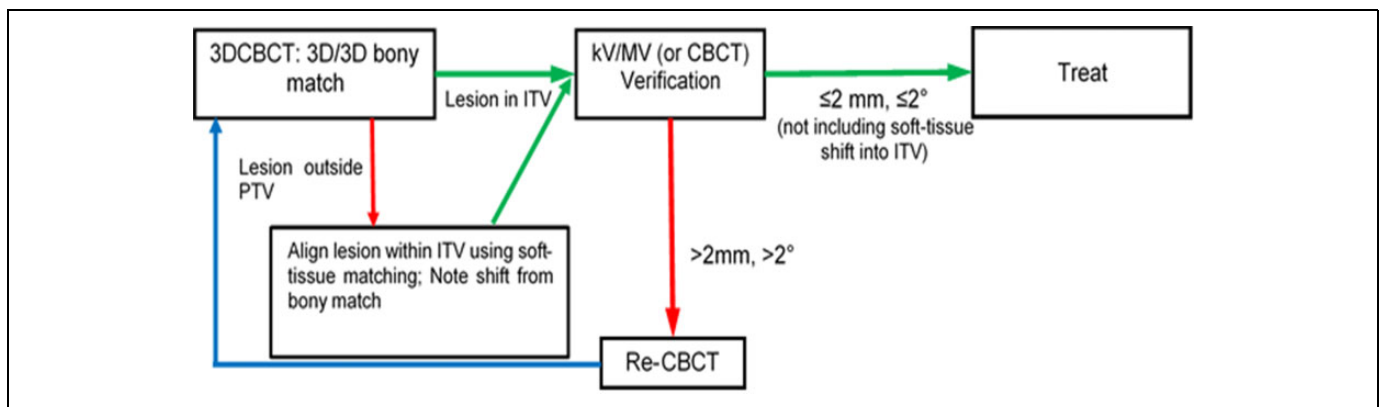 3DCBCT: 3D/3D bony
match
Lesion in ITV
kV/MV (or CBCT)
Verification
≤2 mm, ≤2°
(not including soft-tissue
shift into ITV)
Treat
Lesion outside
PTV
Align lesion within ITV using soft-
tissue matching; Note shift from
bony match
>2mm, >2°
Re-CBCT